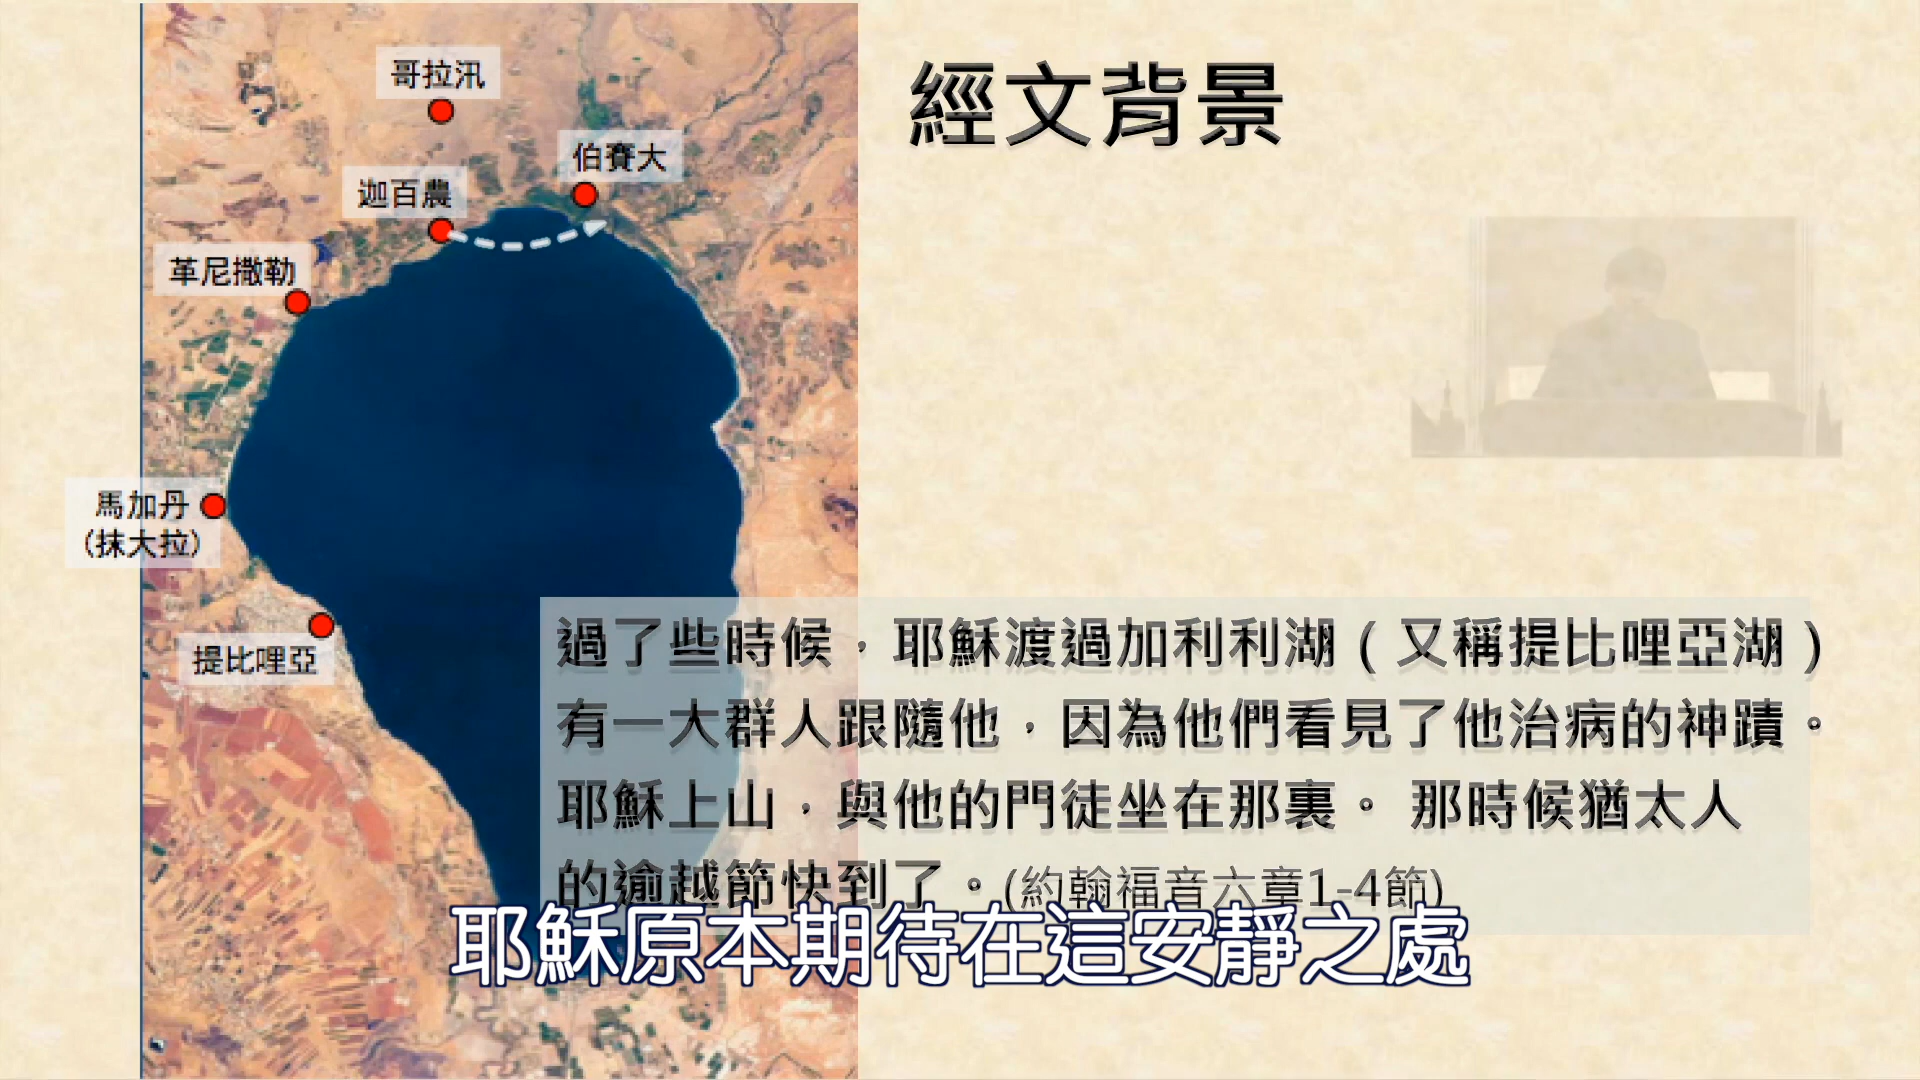 經文背景
哥拉汛
伯賽大
迦百農
革尼撒勒
馬加丹
(抹大拉)
提比哩亞
過了些時候，耶穌渡過加利利湖（又稱提比哩亞湖）
有一大群人跟隨他，因為他們看見了他治病的神蹟。
耶穌上山，與他的門徒坐在那裏。 那時候猶太人
的逾越節快到了。(約翰福音六章1-4節)
耶穌原本期待在這安靜之處